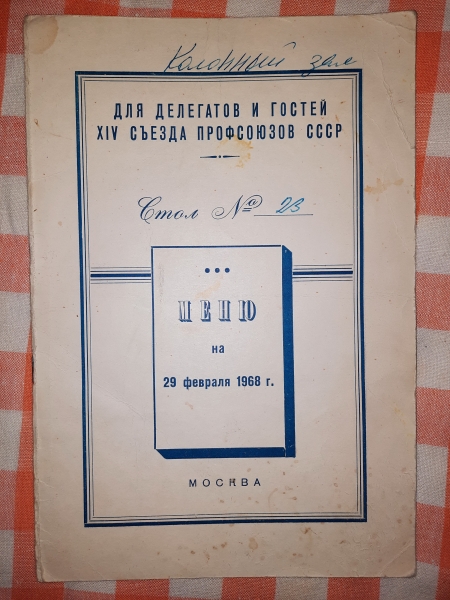 Колонный зал
ДЛЯ ДЕЛЕГАТОВ И ГОСТЕЙ
XIV СЪЕЗДА ПРОФСОЮЗОВ СССР
Стол № 23
МЕНЮ
на
29 февраля 1968 г.
МОСКВА